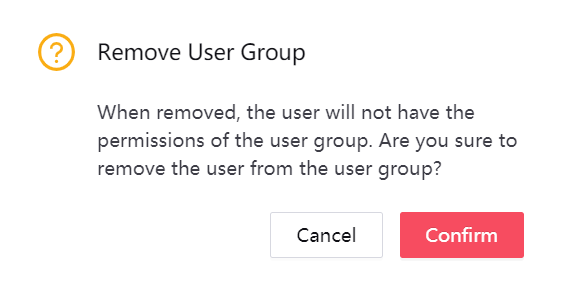 Remove User Group
When removed, the user will not have the
permissions of the user group. Are you sure to
remove the user from the user group?
Cancel
Confirm